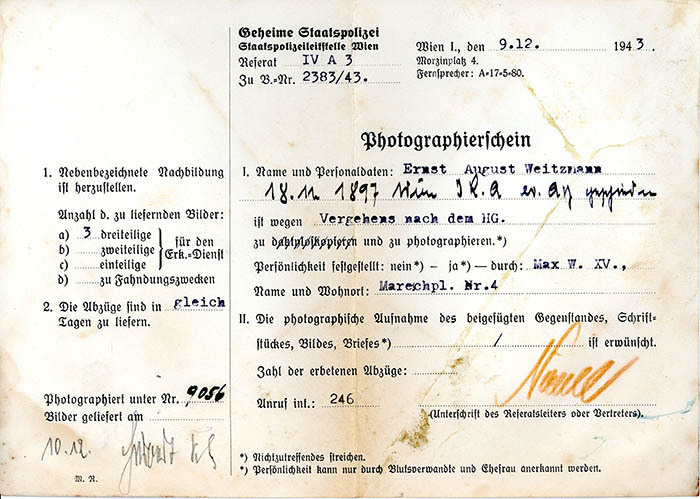 Geheime Staatspolizei
Staatspolizeileitstelle Wien
Referat IV A 3
Zu B.=Nr. 2383/43.
Wien I., den 9.12. 1943.
Morzinplatz 4.
Fernsprecher: A=17=5=80.
Photographierschein
1. Nebenbezeichnete Nachbildung
ist herzustellen.
Anzahl d. zu liefernden Bilder:
a) 3 dreiteilige
b) zweiteilige
c) einteilige
für den
Erk.=Dienst
d) zu Fahndungszwecken
2. Die Abzüge sind in gleich
Tagen zu liefern.
Photographiert unter Nr. 9056
Bilder geliefert am
10.12.
M. N.
I. Name und Personaldaten: Ernst August Weitzmann
18.11. 1897 Wien
ist wegen Vergehens nach dem HG.
zu daktyloskopieren und zu photographieren.*)
Persönlichkeit festgestellt: nein*) – ja*) – durch: Max W. XV.,
Name und Wohnort: Mareschpl. Nr.4
II. Die photographische Aufnahme des beigefügten Gegenstandes, Schrift-
stückes, Bildes, Briefes*) / ist erwünscht.
Zahl der erbetenen Abzüge:
Anruf int.: 246
(Unterschrift des Referatsleiters oder Vertreters).
*) Nichtzutreffendes streichen.
*) Persönlichkeit kann nur durch Blutsverwandte und Ehefrau anerkannt werden.